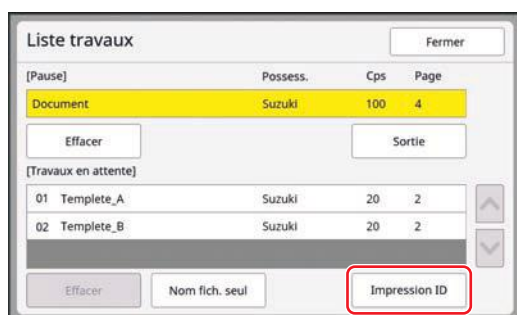 Liste travaux Fermer
[Pause] Possess. Cps Page
Document Suzuki 100 4
Effacer Sortie
[Travaux en attente]
01 Templete_A Suzuki 20 2
02 Templete_B Suzuki 20 2
Effacer Nom fich. seul Impression ID